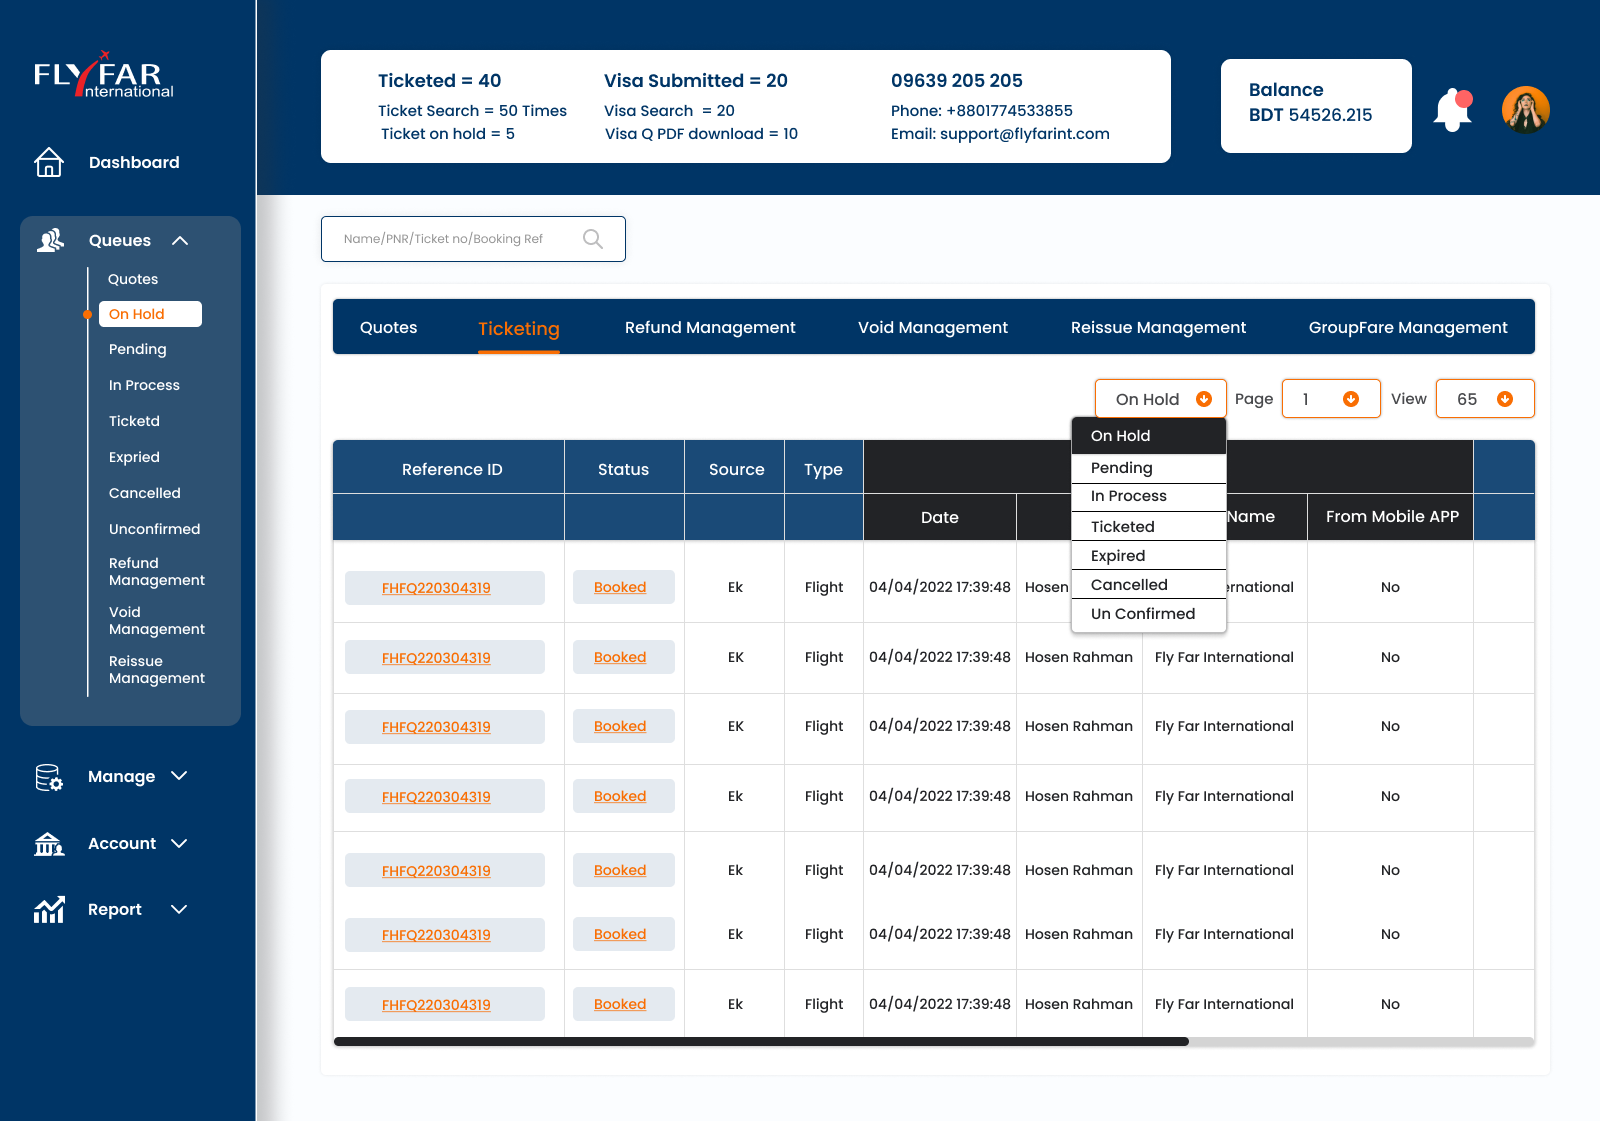 FLYFAR
International
Dashboard
Queues
Quotes
On Hold
Pending
In Process
Ticketd
Expried
Cancelled
Unconfirmed
Refund
Management
Void
Management
Reissue
Management
Manage
Account
Report
Ticketed = 40
Ticket Search = 50 Times
Ticket on hold = 5
Visa Submitted = 20
Visa Search = 20
Visa Q PDF download = 10
09639 205 205
Phone: +8801774533855
Email: support@flyfarint.com
Balance
BDT 54526.215
Name/PNR/Ticket no/Booking Ref
Quotes Ticketing Refund Management Void Management Reissue Management GroupFare Management
On Hold Page 1 View 65
On Hold
Pending
In Process
Ticketed
Expired
Cancelled
Un Confirmed
Reference ID Status Source Type
Date Name From Mobile APP
FHFQ220304319 Booked Ek Flight 04/04/2022 17:39:48 Hosen No
FHFQ220304319 Booked EK Flight 04/04/2022 17:39:48 Hosen Rahman Fly Far International No
FHFQ220304319 Booked EK Flight 04/04/2022 17:39:48 Hosen Rahman Fly Far International No
FHFQ220304319 Booked Ek Flight 04/04/2022 17:39:48 Hosen Rahman Fly Far International No
FHFQ220304319 Booked Ek Flight 04/04/2022 17:39:48 Hosen Rahman Fly Far International No
FHFQ220304319 Booked Ek Flight 04/04/2022 17:39:48 Hosen Rahman Fly Far International No
FHFQ220304319 Booked Ek Flight 04/04/2022 17:39:48 Hosen Rahman Fly Far International No